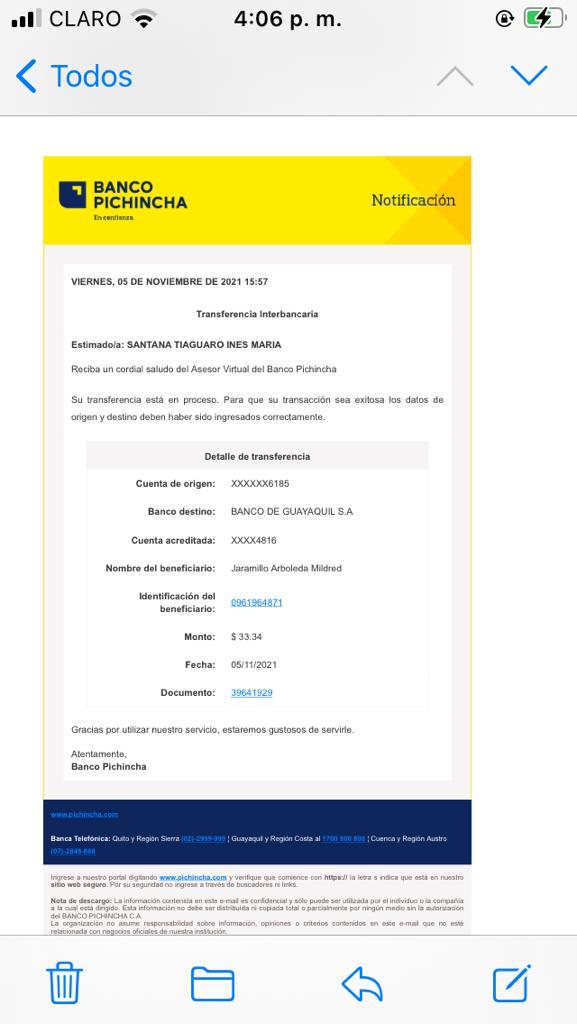 CLARO 4:06 p. m.
Todos
BANCO
PICHINCHA
En confianza.
Notificación
VIERNES, 05 DE NOVIEMBRE DE 2021 15:57
Transferencia Interbancaria
Estimado/a: SANTANA TIAGUARO INES MARIA
Reciba un cordial saludo del Asesor Virtual del Banco Pichincha
Su transferencia está en proceso. Para que su transacción sea exitosa los datos de
origen y destino deben haber sido ingresados correctamente.
Detalle de transferencia
Cuenta de origen: XXXXXX6185
Banco destino: BANCO DE GUAYAQUIL S.A
Cuenta acreditada: XXXX4816
Nombre del beneficiario: Jaramillo Arboleda Mildred
Identificación del
beneficiario: 0961964871
Monto: $ 33.34
Fecha: 05/11/2021
Documento: 39641929
Gracias por utilizar nuestro servicio, estaremos gustosos de servirle.
Atentamente,
Banco Pichincha
www.pichincha.com
Banca Telefónica: Quito y Región Sierra (02)-2999-999 ¦ Guayaquil y Región Costa al 1700 800 800 ¦ Cuenca y Región Austro
(07)-2848-888
Ingrese a nuestro portal digitando www.pichincha.com y verifique que comience con https:// la letra s indica que está en nuestro
sitio web seguro. Por su seguridad no ingrese a través de buscadores ni links.
Nota de descargo: La información contenida en este e-mail es confidencial y sólo puede ser utilizada por el individuo o la compañía
a la cual está dirigido. Esta información no debe ser distribuida ni copiada total o parcialmente por ningún medio sin la autorización
del BANCO PICHINCHA C.A.
La organización no asume responsabilidad sobre información, opiniones o criterios contenidos en este e-mail que no esté
relacionada con negocios oficiales de nuestra institución.